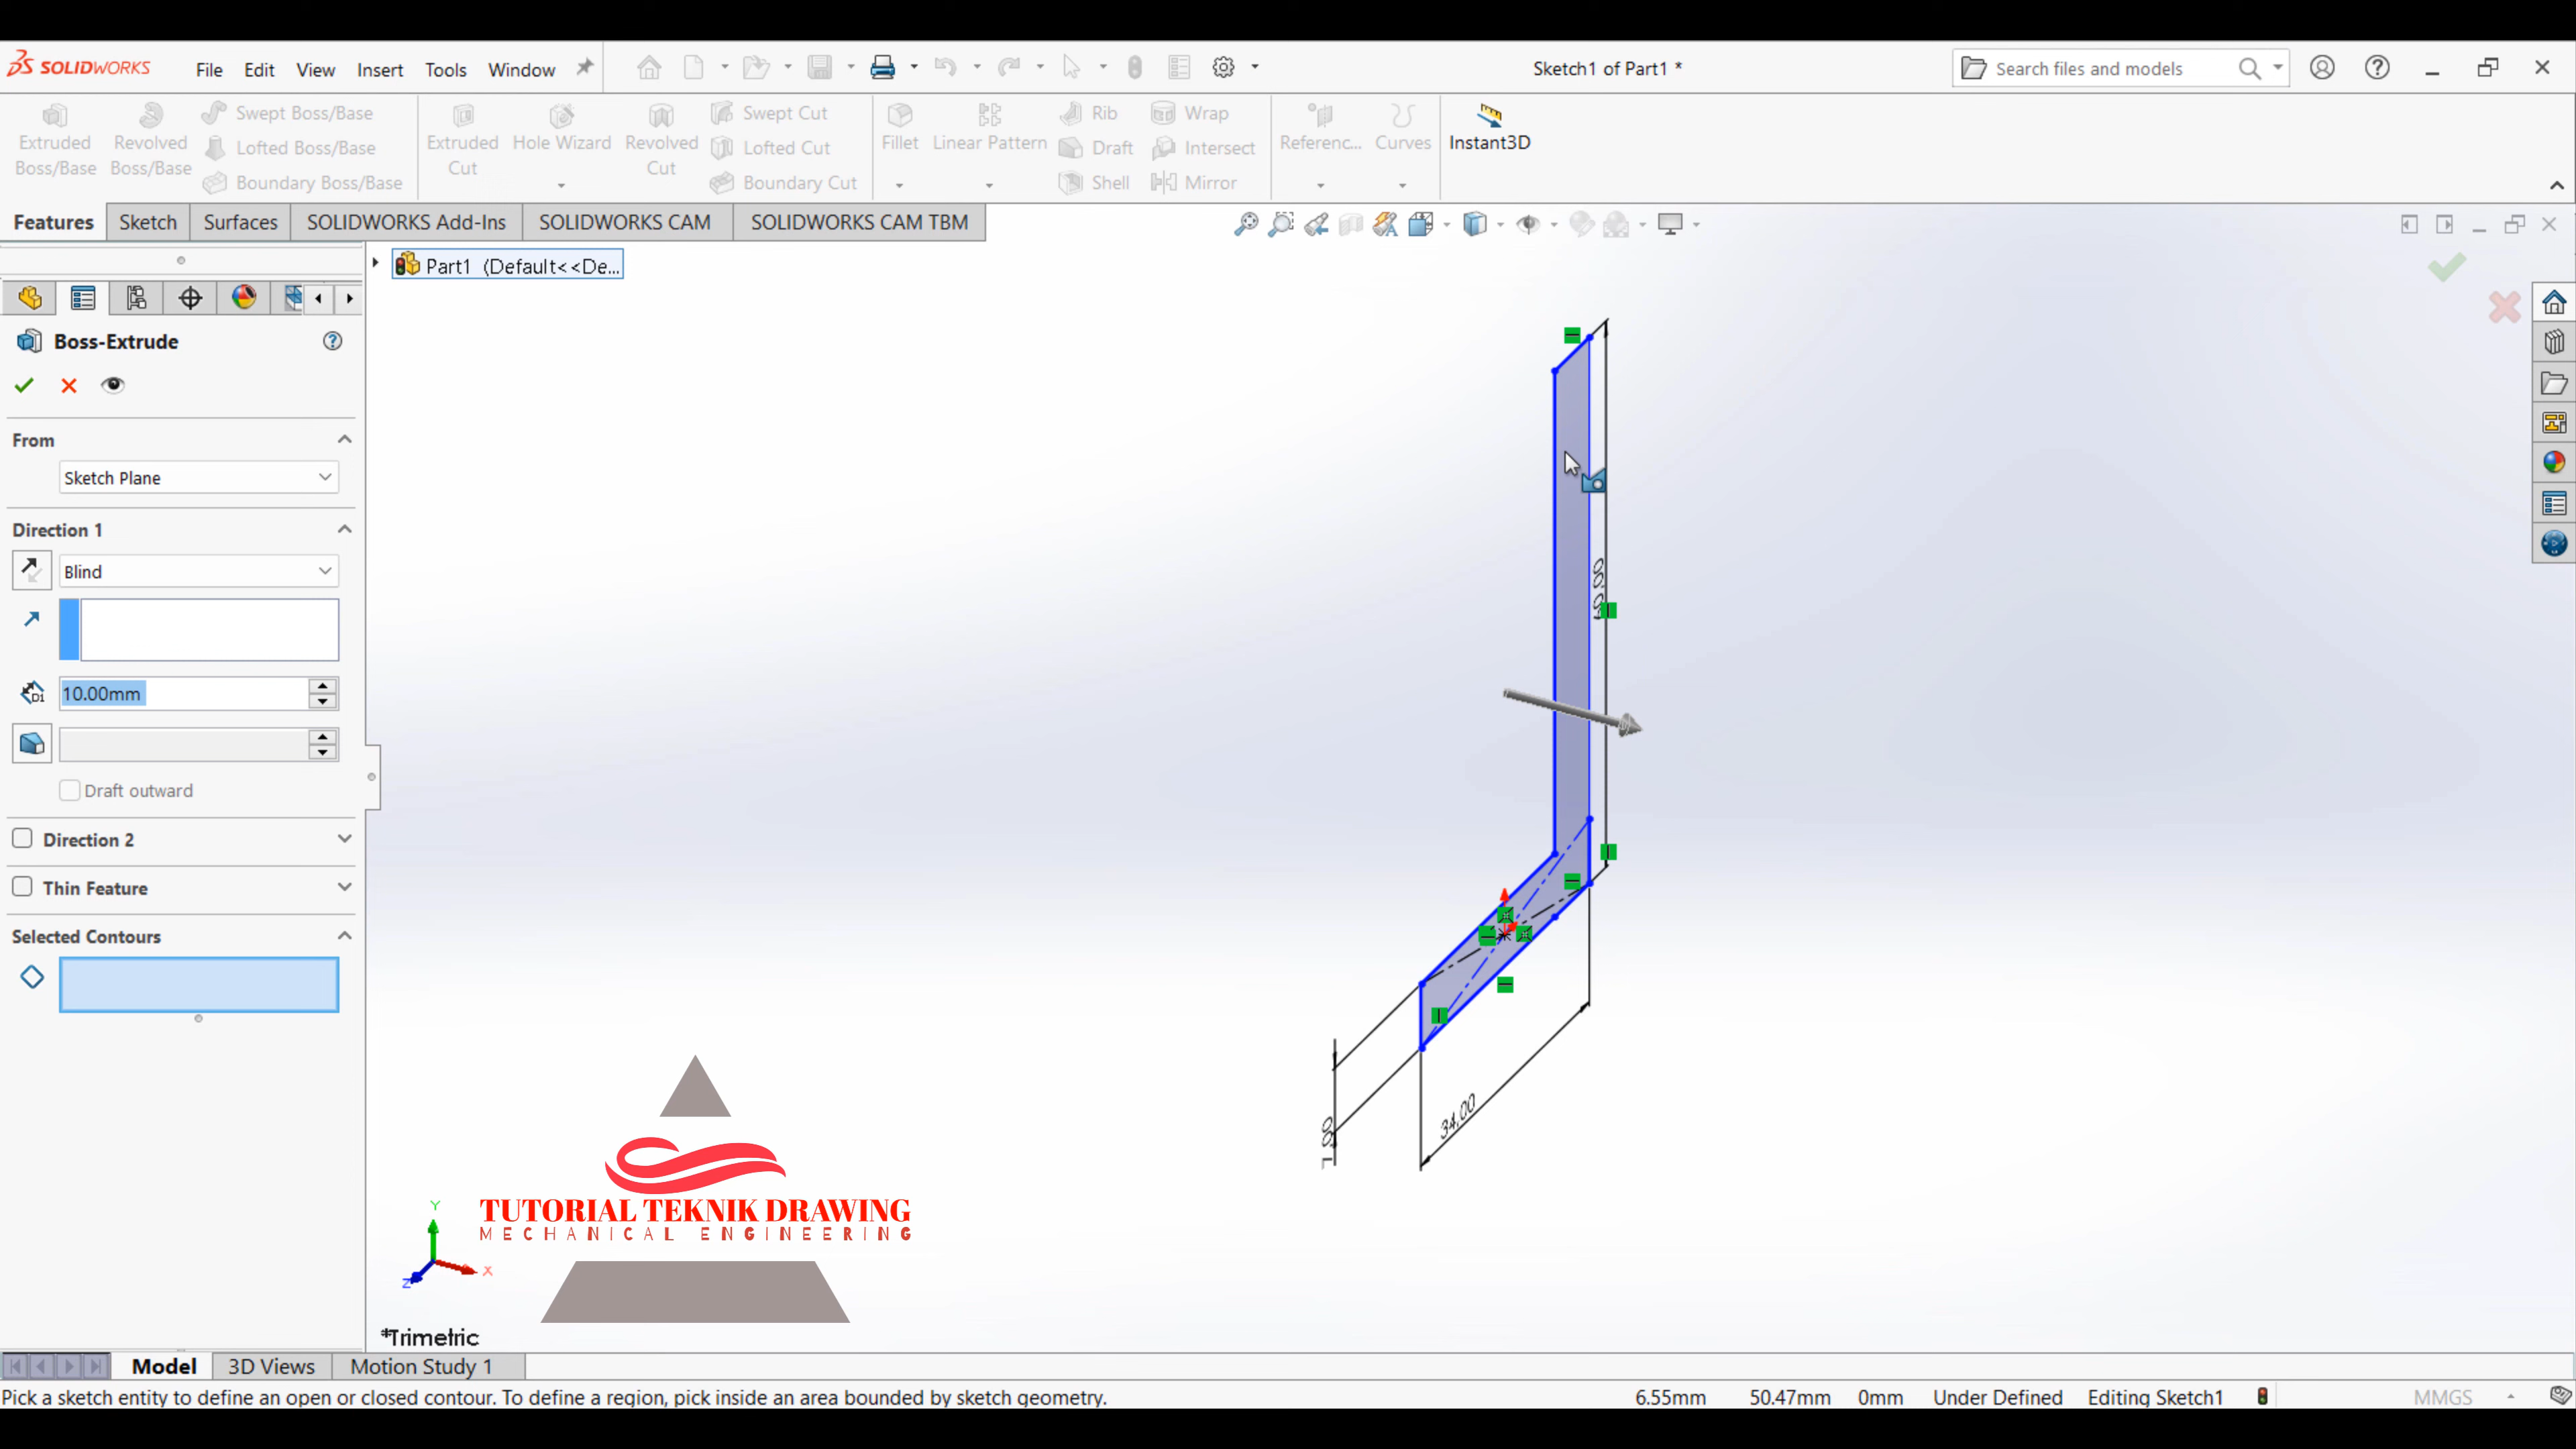 SOLIDWORKS
File Edit View Insert Tools Window
Sketch1 of Part1 *
Search files and models
Extruded Boss/Base
Revolved Boss/Base
Swept Boss/Base
Lofted Boss/Base
Boundary Boss/Base
Extruded Cut
Hole Wizard
Revolved Cut
Swept Cut
Lofted Cut
Boundary Cut
Fillet
Linear Pattern
Rib
Draft
Shell
Wrap
Intersect
Mirror
Referenc...
Curves
Instant3D
Features Sketch Surfaces SOLIDWORKS Add-Ins SOLIDWORKS CAM SOLIDWORKS CAM TBM
Part1 (Default<<De...
Boss-Extrude
From
Sketch Plane
Direction 1
Blind
D1
10.00mm
Draft outward
Direction 2
Thin Feature
Selected Contours
34,00
TUTORIAL TEKNIK DRAWING
MECHANICAL ENGINEERING
Y
X
Z
*Trimetric
Model 3D Views Motion Study 1
Pick a sketch entity to define an open or closed contour. To define a region, pick inside an area bounded by sketch geometry.
6.55mm 50.47mm 0mm Under Defined Editing Sketch1 MMGS